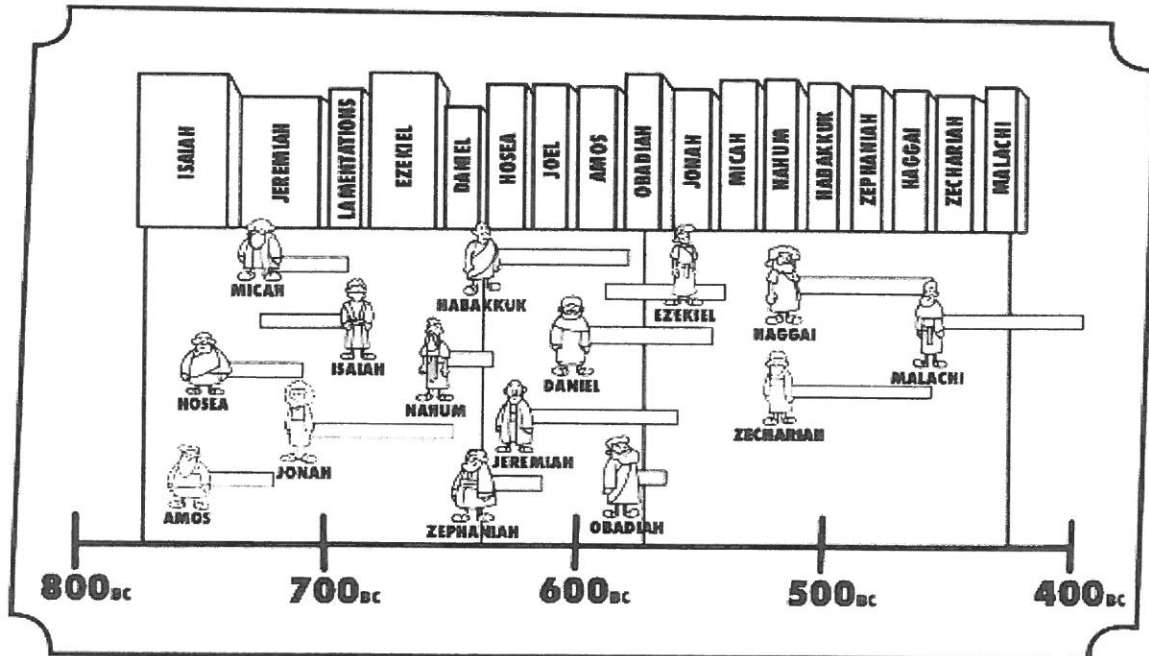 ISAIAH
JEREMIAH
LAMENTATIONS
EZEKIEL
DANIEL
HOSEA
JOEL
AMOS
OBADIAH
JONAH
MICAH
NAHUM
HABAKKUK
ZEPHANIAH
HAGGAI
ZECHARIAH
MALACHI
MICAH
HABAKKUK
EZEKIEL
HAGGAI
ISAIAH
DANIEL
MALACHI
HOSEA
NAHUM
ZECHARIAH
JONAH
JEREMIAH
AMOS
ZEPHANIAH
OBADIAH
800BC 700BC 600BC 500BC 400BC